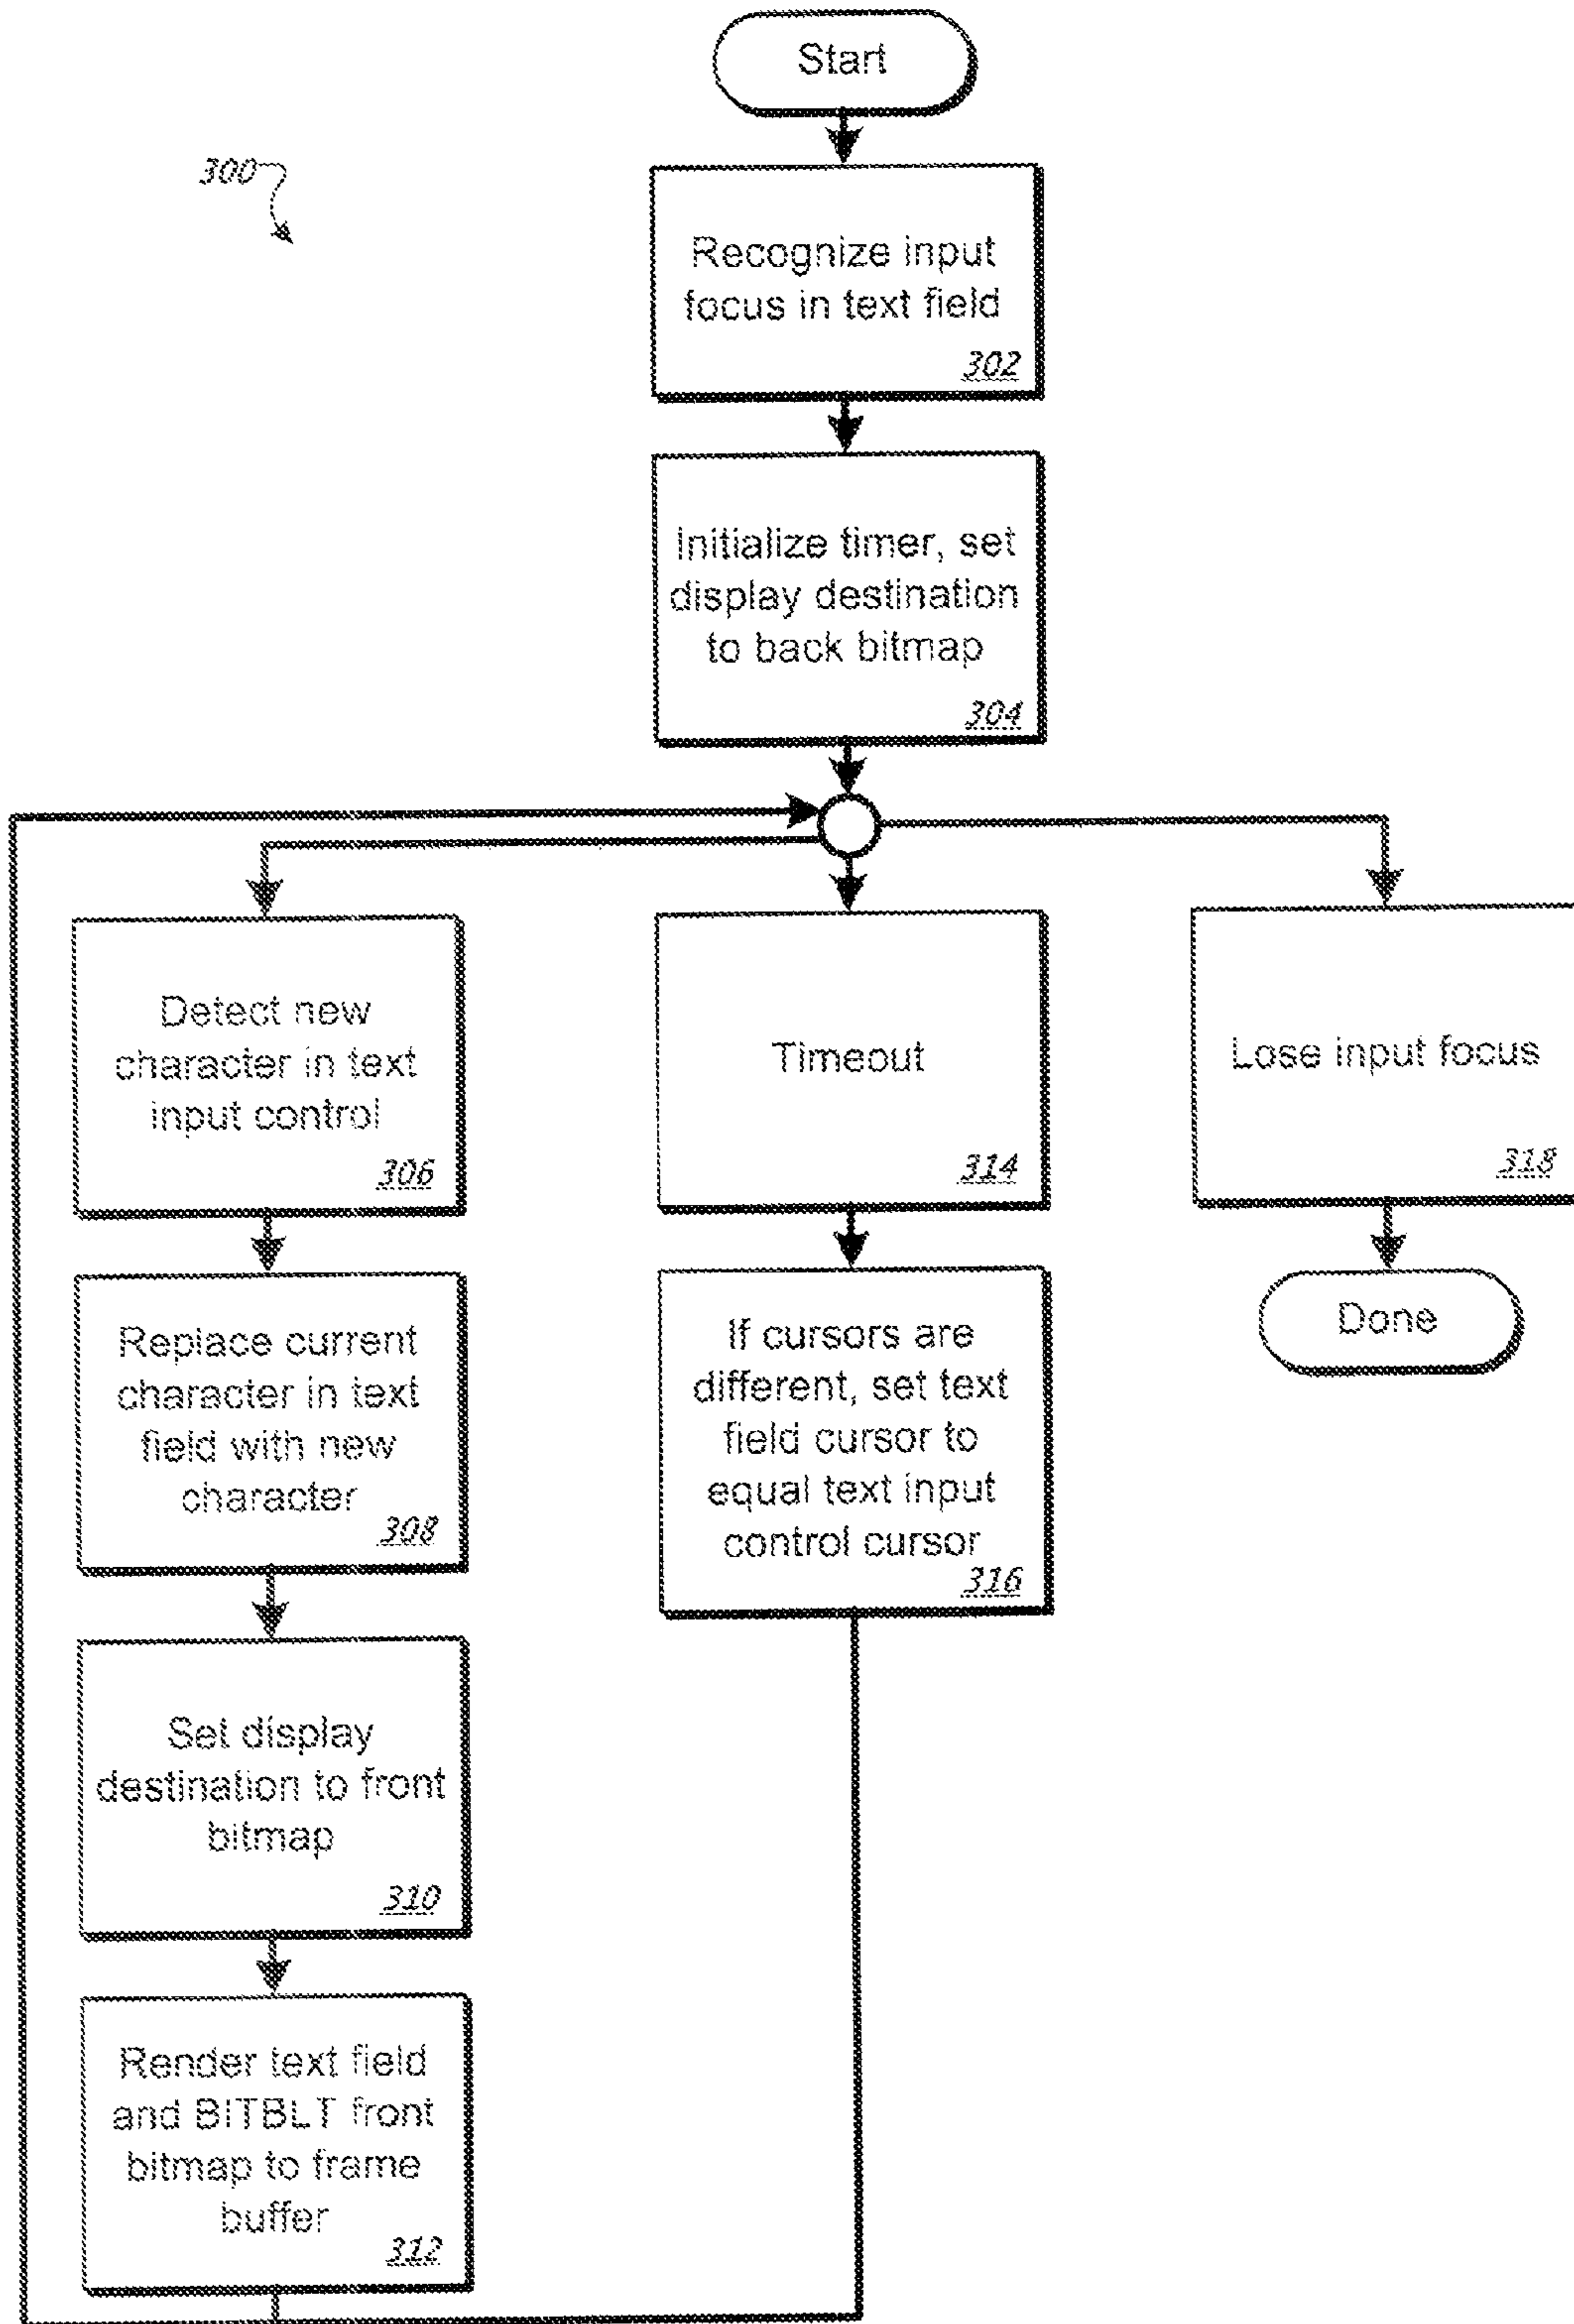 Start
300
Recognize input
focus in text field
302
Initialize timer, set
display destination
to back bitmap
304
Detect new
character in text
input control
306
Replace current
character in text
field with new
character
308
Set display
destination to front
bitmap
310
Render text field
and BITBLT front
bitmap to frame
buffer
312
Timeout
314
If cursors are
different, set text
field cursor to
equal text input
control cursor
316
Lose input focus
318
Done